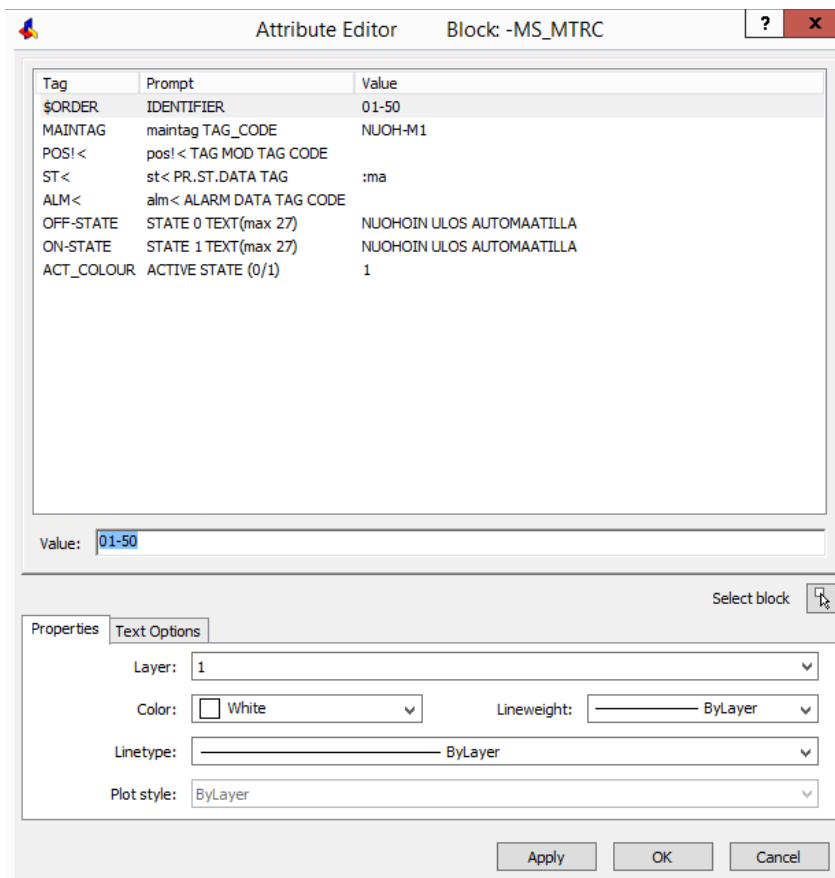 Attribute Editor Block: -MS_MTRC ? x
Tag Prompt Value
$ORDER IDENTIFIER 01-50
MAINTAG maintag TAG_CODE NUOH-M1
POS!< pos!< TAG MOD TAG CODE
ST< st< PR.ST.DATA TAG :ma
ALM< alm< ALARM DATA TAG CODE
OFF-STATE STATE 0 TEXT(max 27) NUOHOIN ULOS AUTOMAATILLA
ON-STATE STATE 1 TEXT(max 27) NUOHOIN ULOS AUTOMAATILLA
ACT_COLOUR ACTIVE STATE (0/1) 1
Value: 01-50
Select block
Properties Text Options
Layer: 1
Color: White Lineweight: ByLayer
Linetype: ByLayer
Plot style: ByLayer
Apply OK Cancel